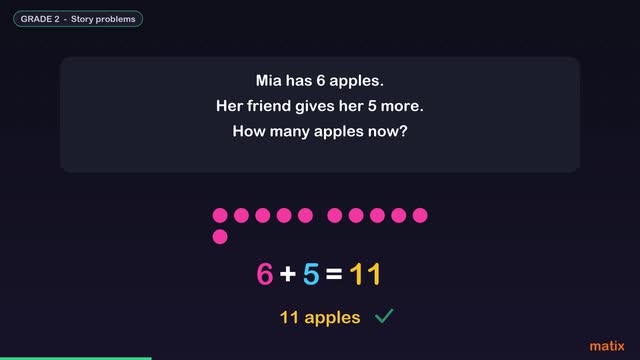 GRADE 2 - Story problems
Mia has 6 apples.
Her friend gives her 5 more.
How many apples now?
6 + 5 = 11
11 apples
matix